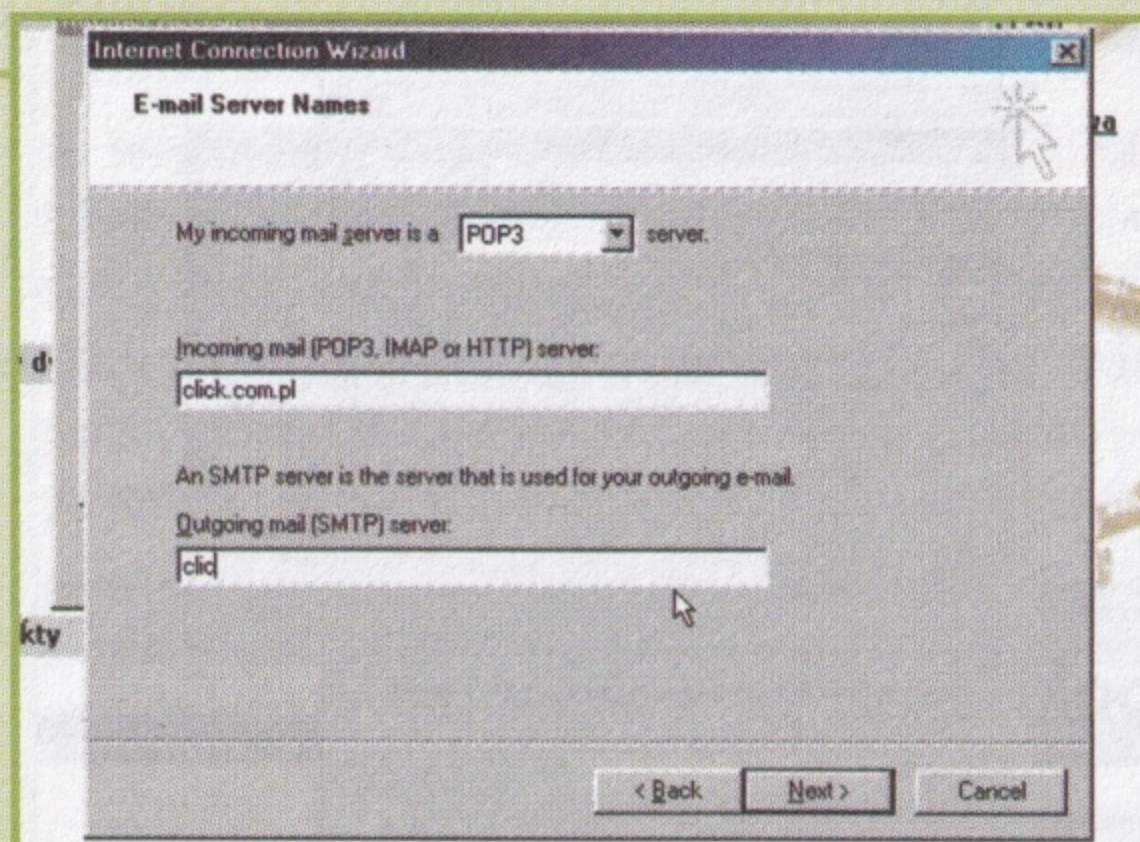 Internet Connection Wizard
E-mail Server Names
za
My incoming mail server is a POP3 server.
Incoming mail (POP3, IMAP or HTTP) server:
click.com.pl
An SMTP server is the server that is used for your outgoing e-mail.
Outgoing mail (SMTP) server:
clic
kty
< Back Next > Cancel